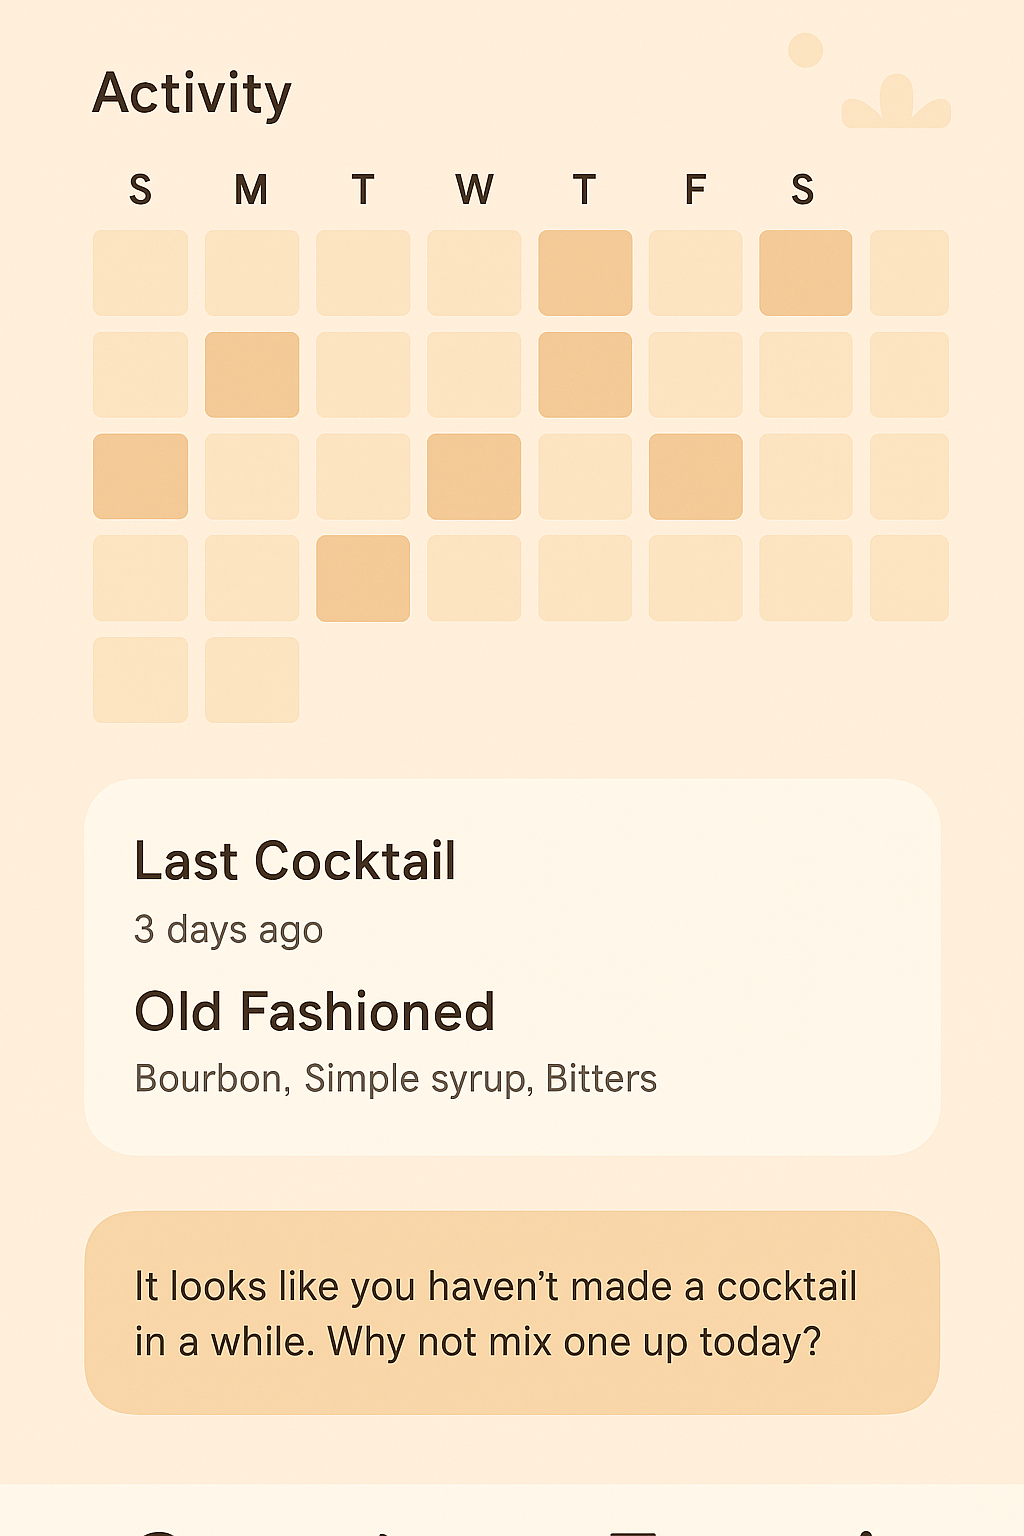 Activity
S M T W T F S
Last Cocktail
3 days ago
Old Fashioned
Bourbon, Simple syrup, Bitters
It looks like you haven’t made a cocktail
in a while. Why not mix one up today?